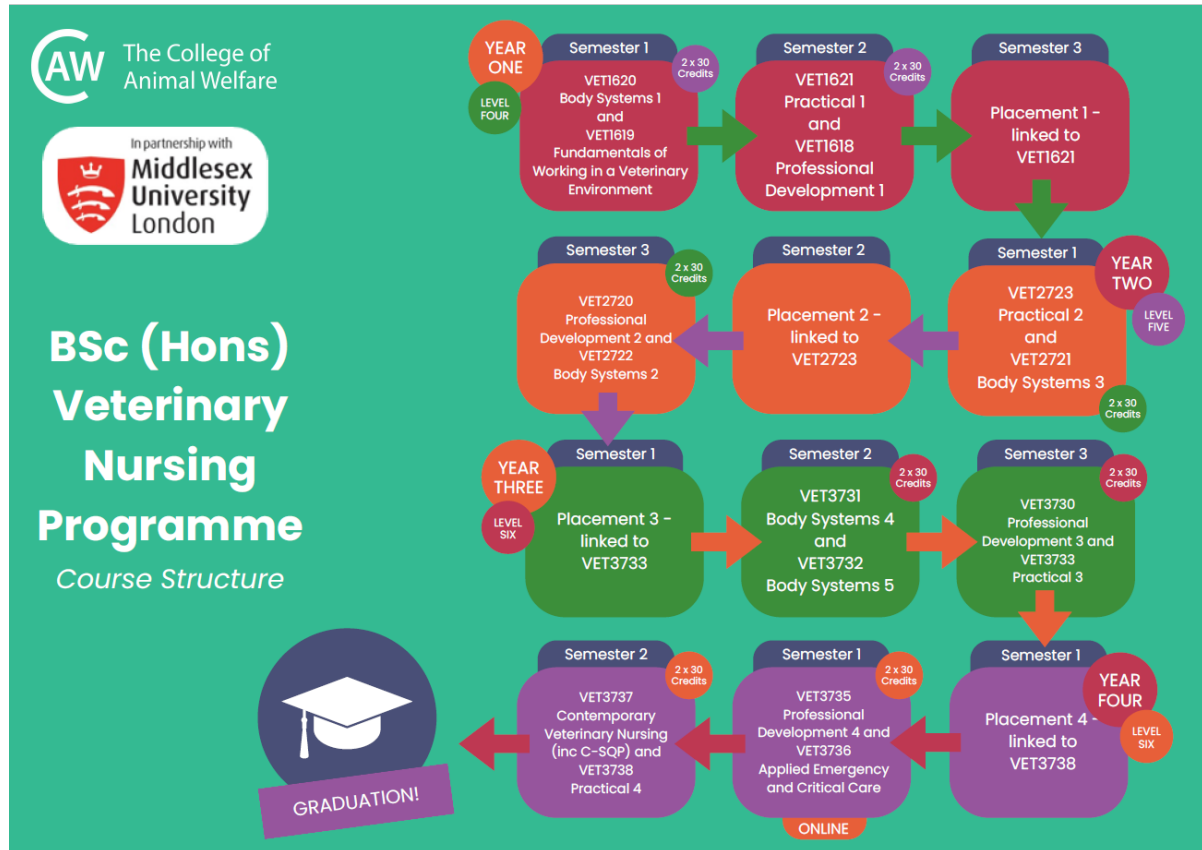 CAW
The College of
Animal Welfare
In partnership with
Middlesex
University
London
BSc (Hons)
Veterinary
Nursing
Programme
Course Structure
YEAR
ONE
LEVEL
FOUR
Semester 1
2 x 30
Credits
VET1620
Body Systems 1
and
VET1619
Fundamentals of
Working in a Veterinary
Environment
Semester 2
2 x 30
Credits
VET1621
Practical 1
and
VET1618
Professional
Development 1
Semester 3
Placement 1 -
linked to
VET1621
YEAR
TWO
LEVEL
FIVE
Semester 1
VET2723
Practical 2
and
VET2721
Body Systems 3
2 x 30
Credits
Semester 2
Placement 2 -
linked to
VET2723
Semester 3
2 x 30
Credits
VET2720
Professional
Development 2 and
VET2722
Body Systems 2
YEAR
THREE
LEVEL
SIX
Semester 1
Placement 3 -
linked to
VET3733
Semester 2
2 x 30
Credits
VET3731
Body Systems 4
and
VET3732
Body Systems 5
Semester 3
2 x 30
Credits
VET3730
Professional
Development 3 and
VET3733
Practical 3
YEAR
FOUR
LEVEL
SIX
Semester 1
Placement 4 -
linked to
VET3738
Semester 1
2 x 30
Credits
VET3735
Professional
Development 4 and
VET3736
Applied Emergency
and Critical Care
ONLINE
Semester 2
2 x 30
Credits
VET3737
Contemporary
Veterinary Nursing
(inc C-SQP) and
VET3738
Practical 4
GRADUATION!